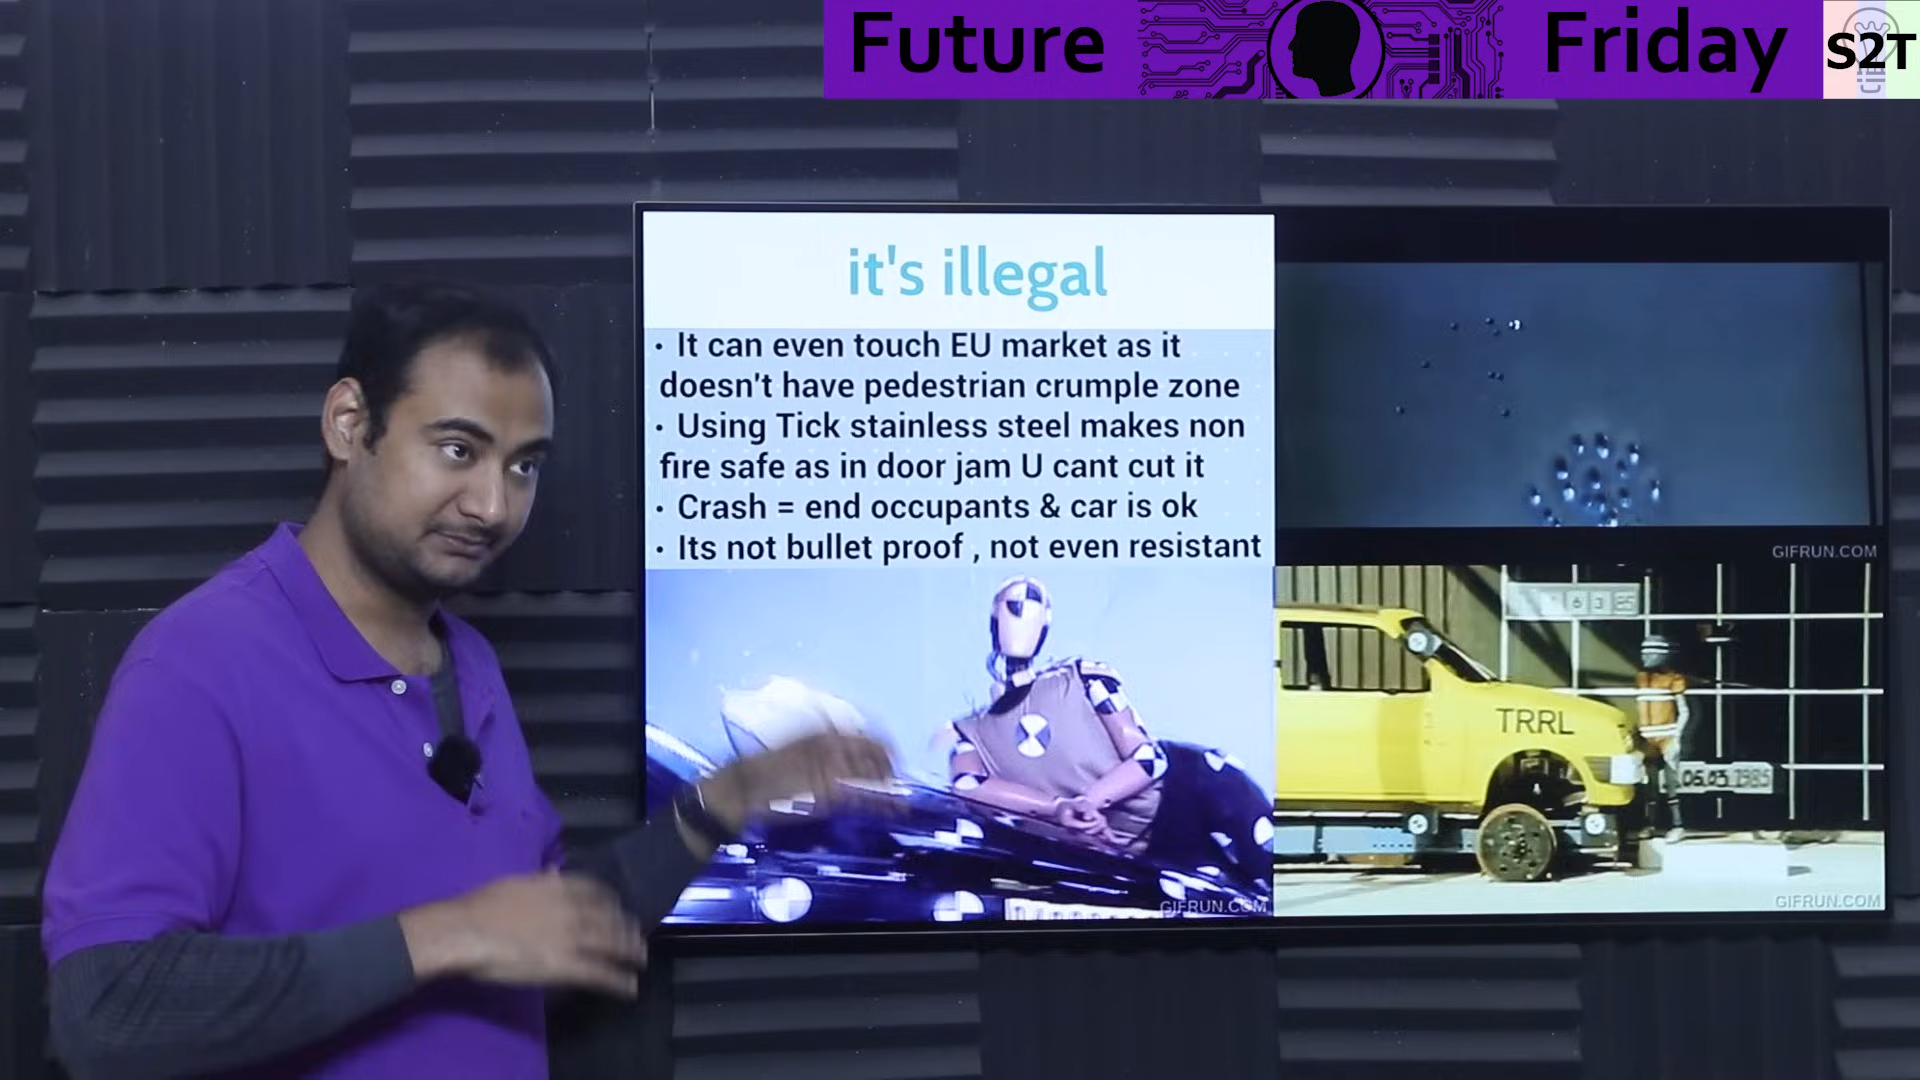 Future Friday
S2T
it's illegal
• It can even touch EU market as it
doesn't have pedestrian crumple zone
• Using Tick stainless steel makes non
fire safe as in door jam U cant cut it
• Crash = end occupants & car is ok
• Its not bullet proof , not even resistant
GIFRUN.COM
TRRL
06.03 1985
GIFRUN.COM
GIFRUN.COM